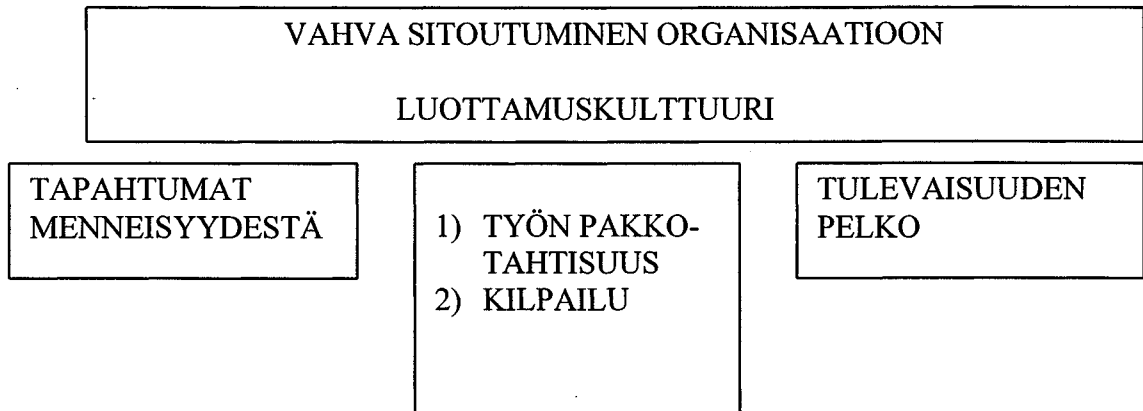 VAHVA SITOUTUMINEN ORGANISAATIOON
LUOTTAMUSKULTTUURI
TAPAHTUMAT
MENNEISYYDESTÄ
1) TYÖN PAKKO-
TAHTISUUS
2) KILPAILU
TULEVAISUUDEN
PELKO